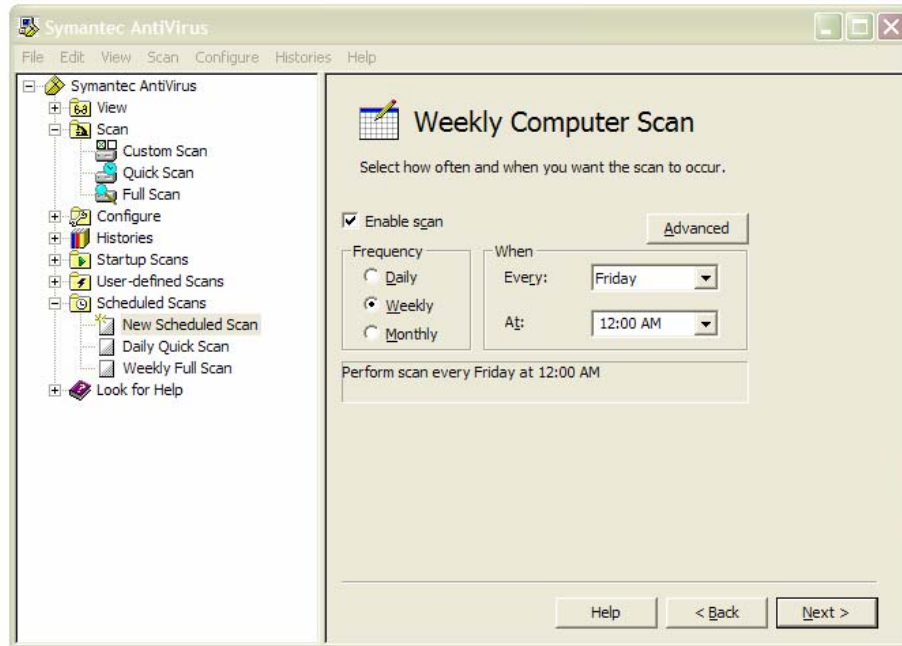 Symantec AntiVirus
File Edit View Scan Configure Histories Help
Symantec AntiVirus
View
Scan
Custom Scan
Quick Scan
Full Scan
Configure
Histories
Startup Scans
User-defined Scans
Scheduled Scans
New Scheduled Scan
Daily Quick Scan
Weekly Full Scan
Look for Help
Weekly Computer Scan
Select how often and when you want the scan to occur.
Enable scan
Advanced
Frequency
Daily
Weekly
Monthly
When
Every: Friday
At: 12:00 AM
Perform scan every Friday at 12:00 AM
Help < Back Next >